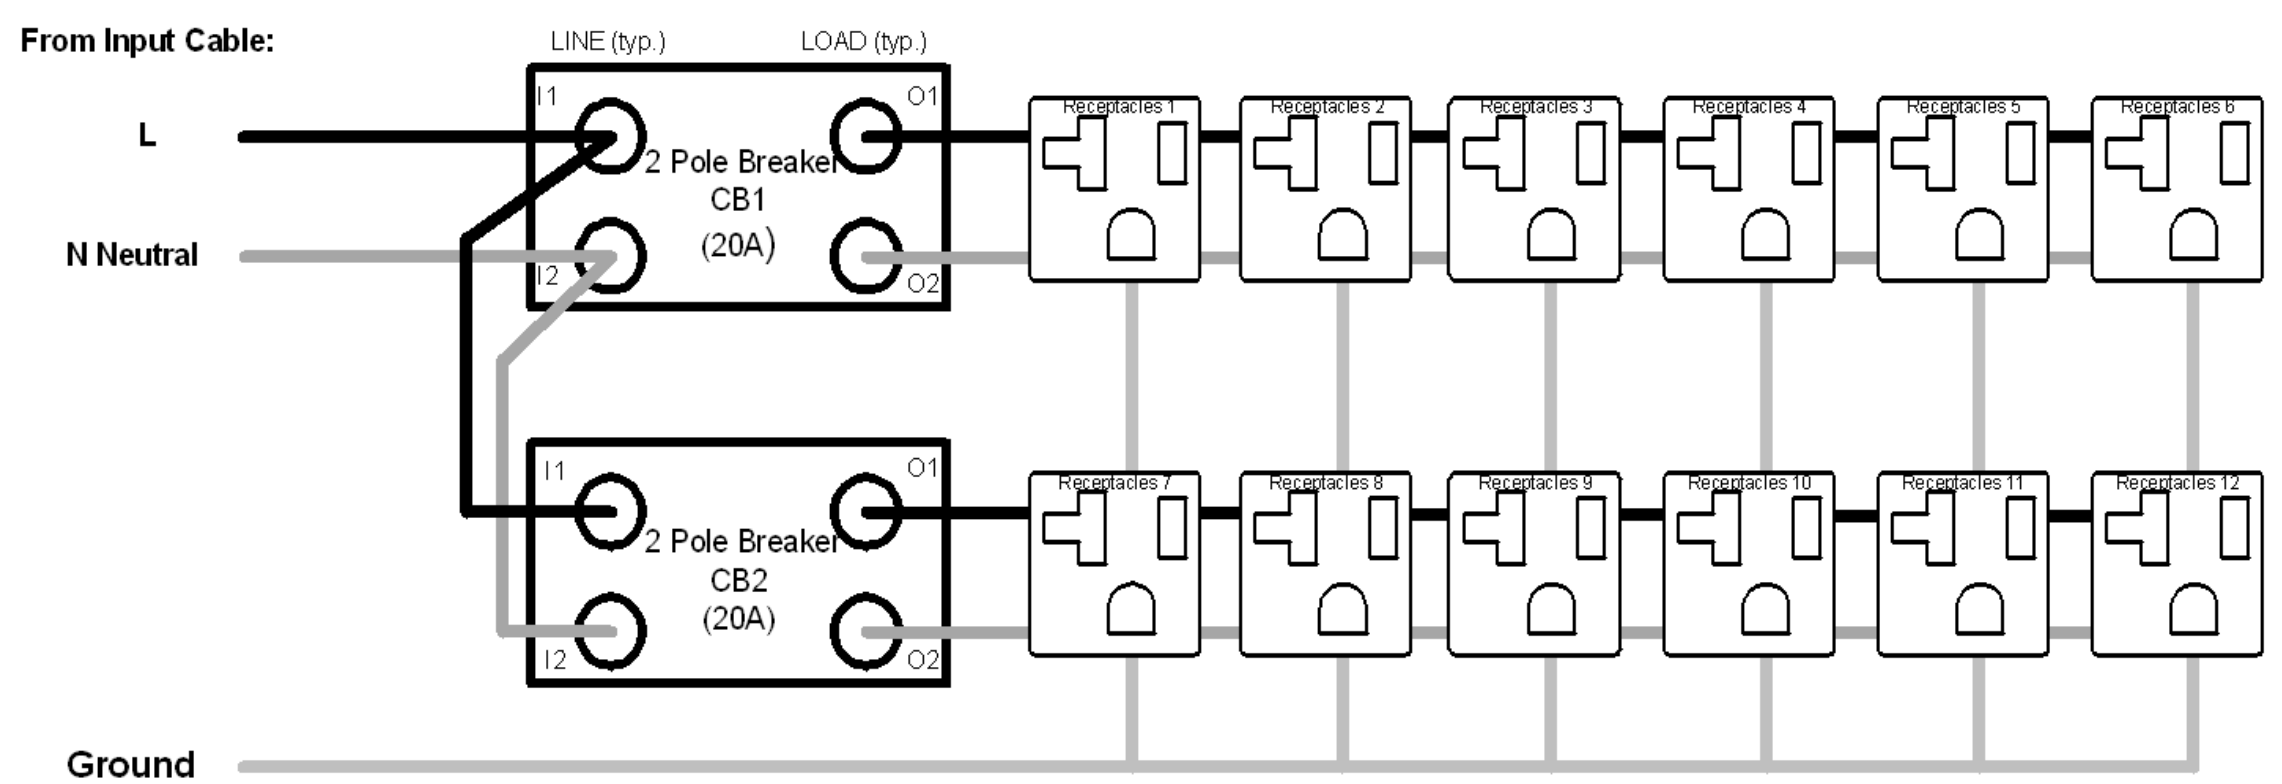 From Input Cable:
LINE (typ.)
LOAD (typ.)
L
I1
O1
2 Pole Breaker
CB1
(20A)
N Neutral
I2
O2
Receptacles 1
Receptacles 2
Receptacles 3
Receptacles 4
Receptacles 5
Receptacles 6
I1
O1
2 Pole Breaker
CB2
(20A)
I2
O2
Receptacles 7
Receptacles 8
Receptacles 9
Receptacles 10
Receptacles 11
Receptacles 12
Ground